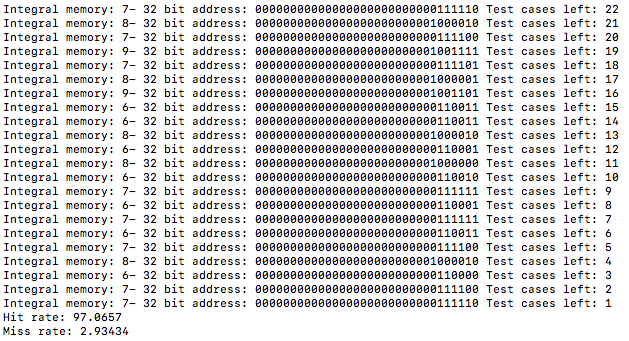 Integral memory: 7- 32 bit address: 00000000000000000000000000111110 Test cases left: 22
Integral memory: 8- 32 bit address: 00000000000000000000000001000010 Test cases left: 21
Integral memory: 7- 32 bit address: 00000000000000000000000000111100 Test cases left: 20
Integral memory: 9- 32 bit address: 00000000000000000000000001001111 Test cases left: 19
Integral memory: 7- 32 bit address: 00000000000000000000000000111101 Test cases left: 18
Integral memory: 8- 32 bit address: 00000000000000000000000001000001 Test cases left: 17
Integral memory: 9- 32 bit address: 00000000000000000000000001001101 Test cases left: 16
Integral memory: 6- 32 bit address: 00000000000000000000000000110011 Test cases left: 15
Integral memory: 6- 32 bit address: 00000000000000000000000000110011 Test cases left: 14
Integral memory: 8- 32 bit address: 00000000000000000000000001000010 Test cases left: 13
Integral memory: 6- 32 bit address: 00000000000000000000000000110001 Test cases left: 12
Integral memory: 8- 32 bit address: 00000000000000000000000001000000 Test cases left: 11
Integral memory: 6- 32 bit address: 00000000000000000000000000110010 Test cases left: 10
Integral memory: 7- 32 bit address: 00000000000000000000000000111111 Test cases left: 9
Integral memory: 6- 32 bit address: 00000000000000000000000000110001 Test cases left: 8
Integral memory: 7- 32 bit address: 00000000000000000000000000111111 Test cases left: 7
Integral memory: 6- 32 bit address: 00000000000000000000000000110011 Test cases left: 6
Integral memory: 7- 32 bit address: 00000000000000000000000000111100 Test cases left: 5
Integral memory: 8- 32 bit address: 00000000000000000000000001000010 Test cases left: 4
Integral memory: 6- 32 bit address: 00000000000000000000000000110000 Test cases left: 3
Integral memory: 7- 32 bit address: 00000000000000000000000000111100 Test cases left: 2
Integral memory: 7- 32 bit address: 00000000000000000000000000111110 Test cases left: 1
Hit rate: 97.0657
Miss rate: 2.93434